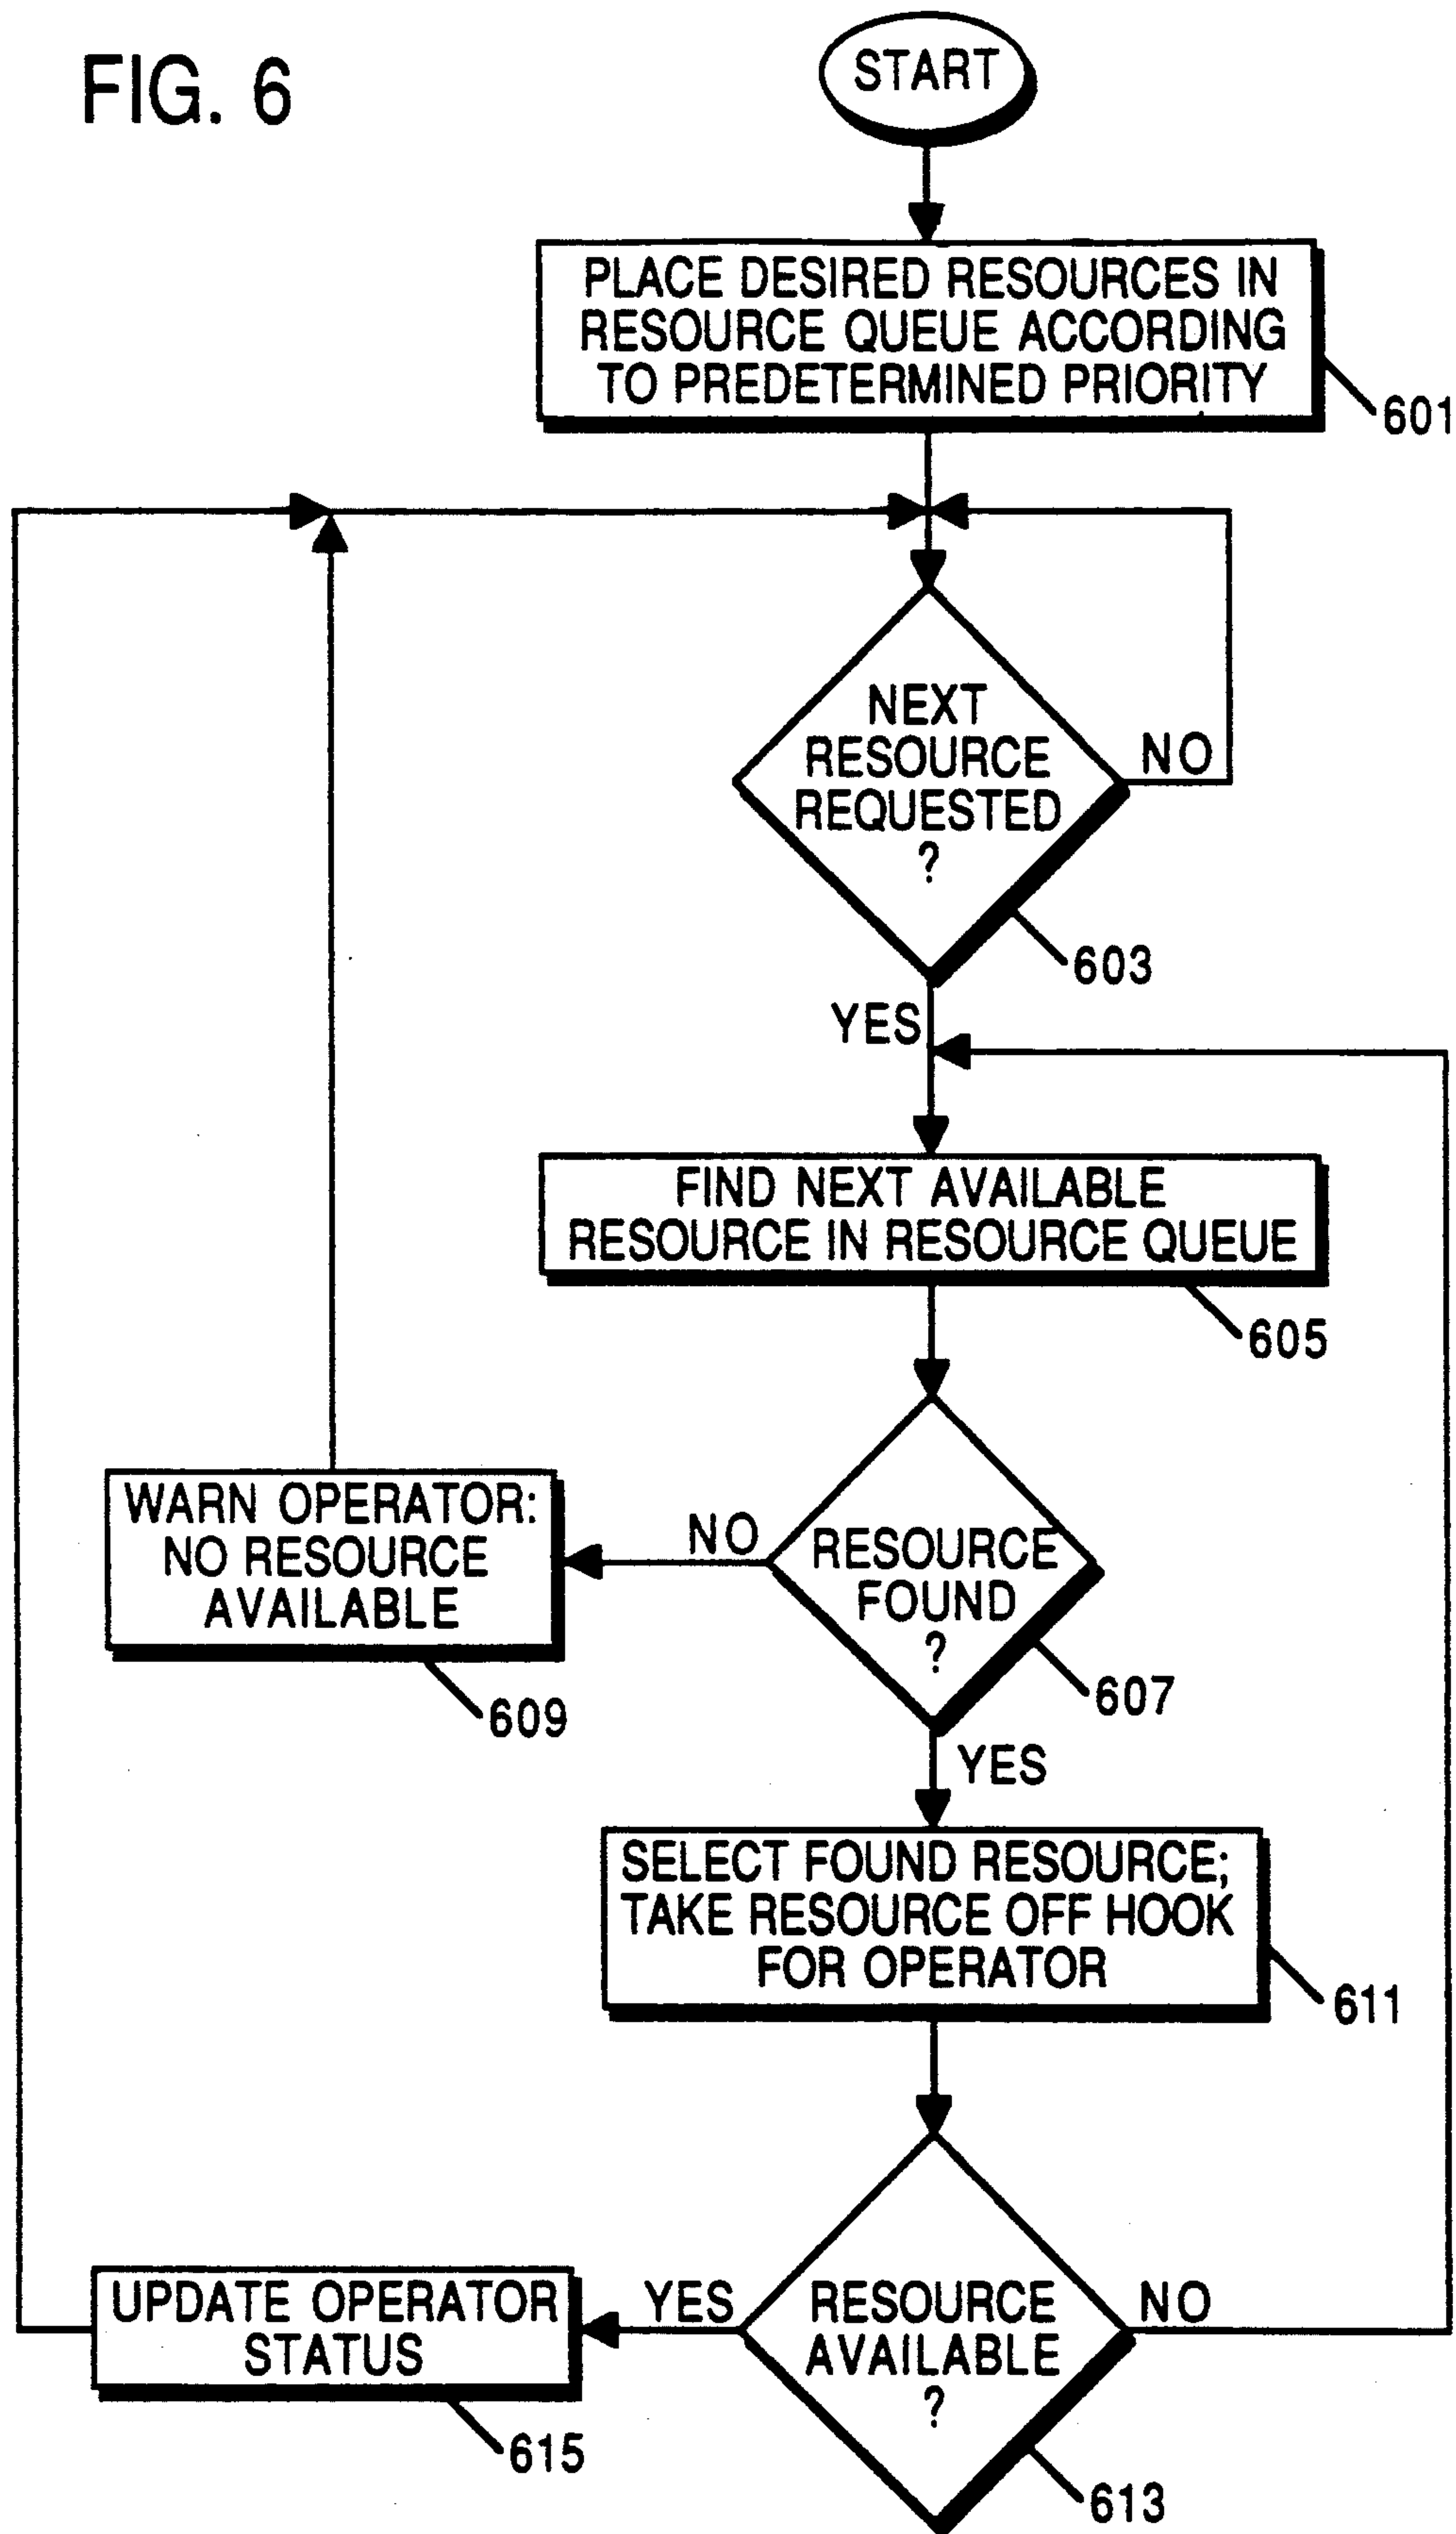 FIG. 6
START
PLACE DESIRED RESOURCES IN
RESOURCE QUEUE ACCORDING
TO PREDETERMINED PRIORITY
601
NEXT
RESOURCE
REQUESTED
?
NO
603
YES
FIND NEXT AVAILABLE
RESOURCE IN RESOURCE QUEUE
605
WARN OPERATOR:
NO RESOURCE
AVAILABLE
609
NO
RESOURCE
FOUND
?
607
YES
SELECT FOUND RESOURCE;
TAKE RESOURCE OFF HOOK
FOR OPERATOR
611
UPDATE OPERATOR
STATUS
615
YES
RESOURCE
AVAILABLE
?
NO
613